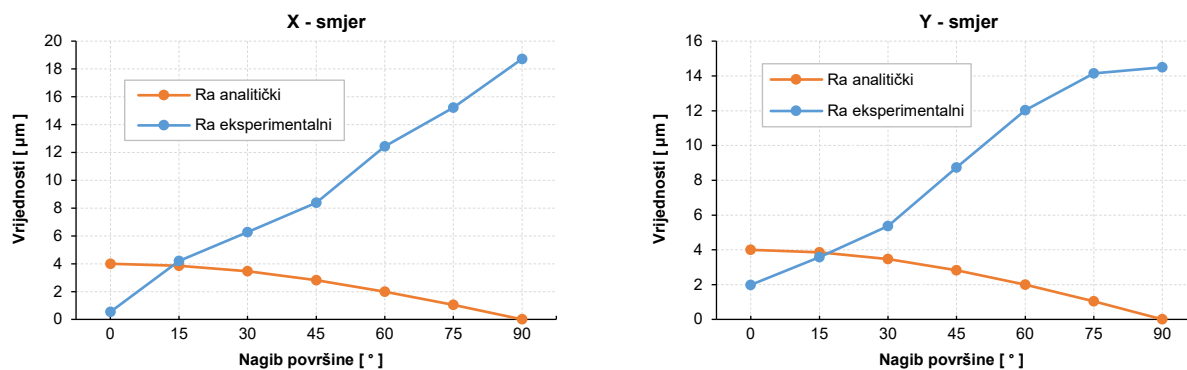 X - smjer
Vrijednosti [ µm ]
20
18
16
14
12
10
8
6
4
2
0
Ra analitički
Ra eksperimentalni
0 15 30 45 60 75 90
Nagib površine [ ° ]
Y - smjer
Vrijednosti [ µm ]
16
14
12
10
8
6
4
2
0
Ra analitički
Ra eksperimentalni
0 15 30 45 60 75 90
Nagib površine [ ° ]